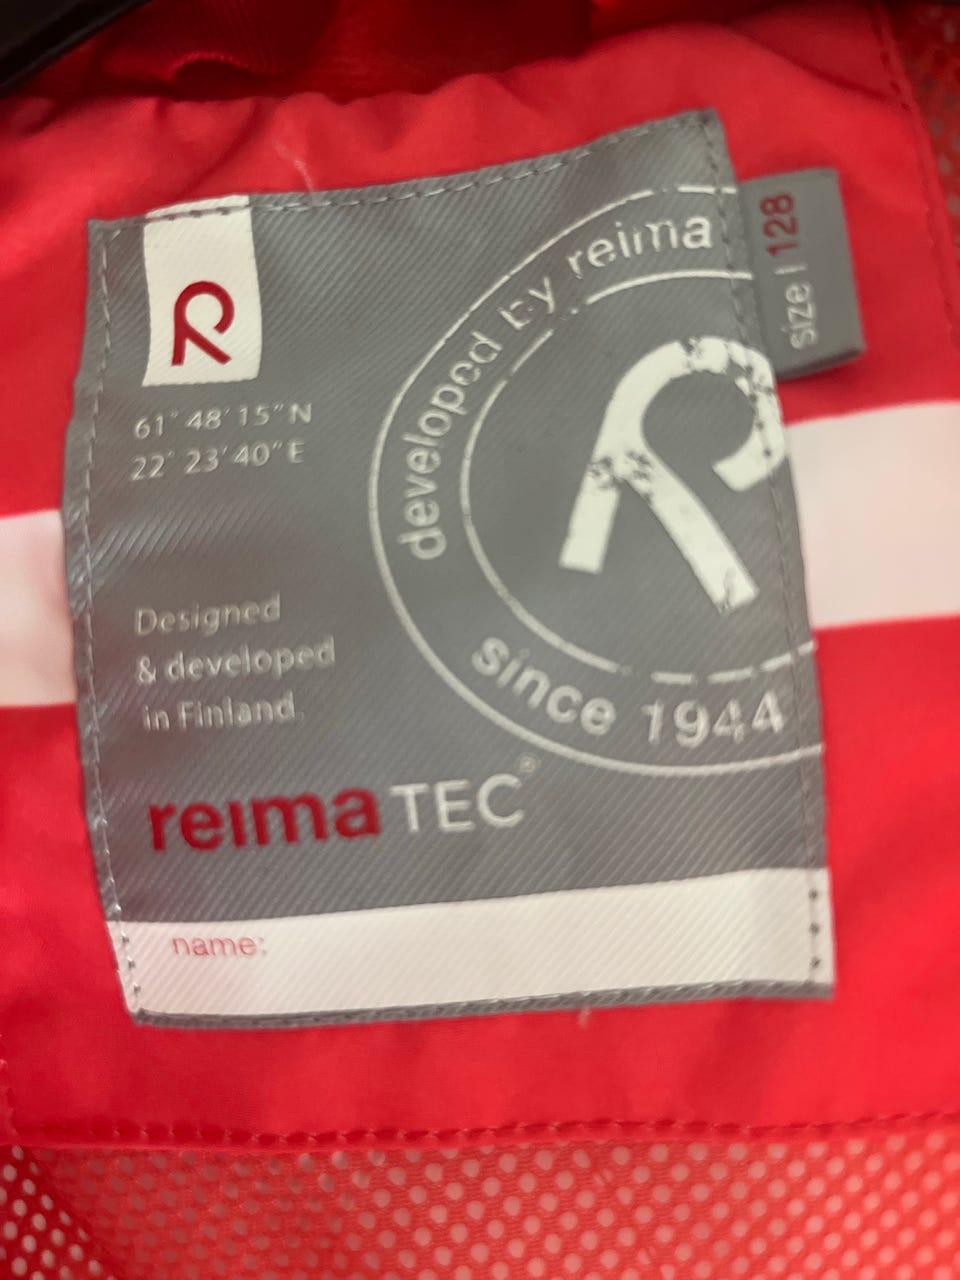 61° 48' 15" N
22° 23' 40" E
developed by reima
since 1944
size | 128
Designed
& developed
in Finland.
reima TEC®
name: